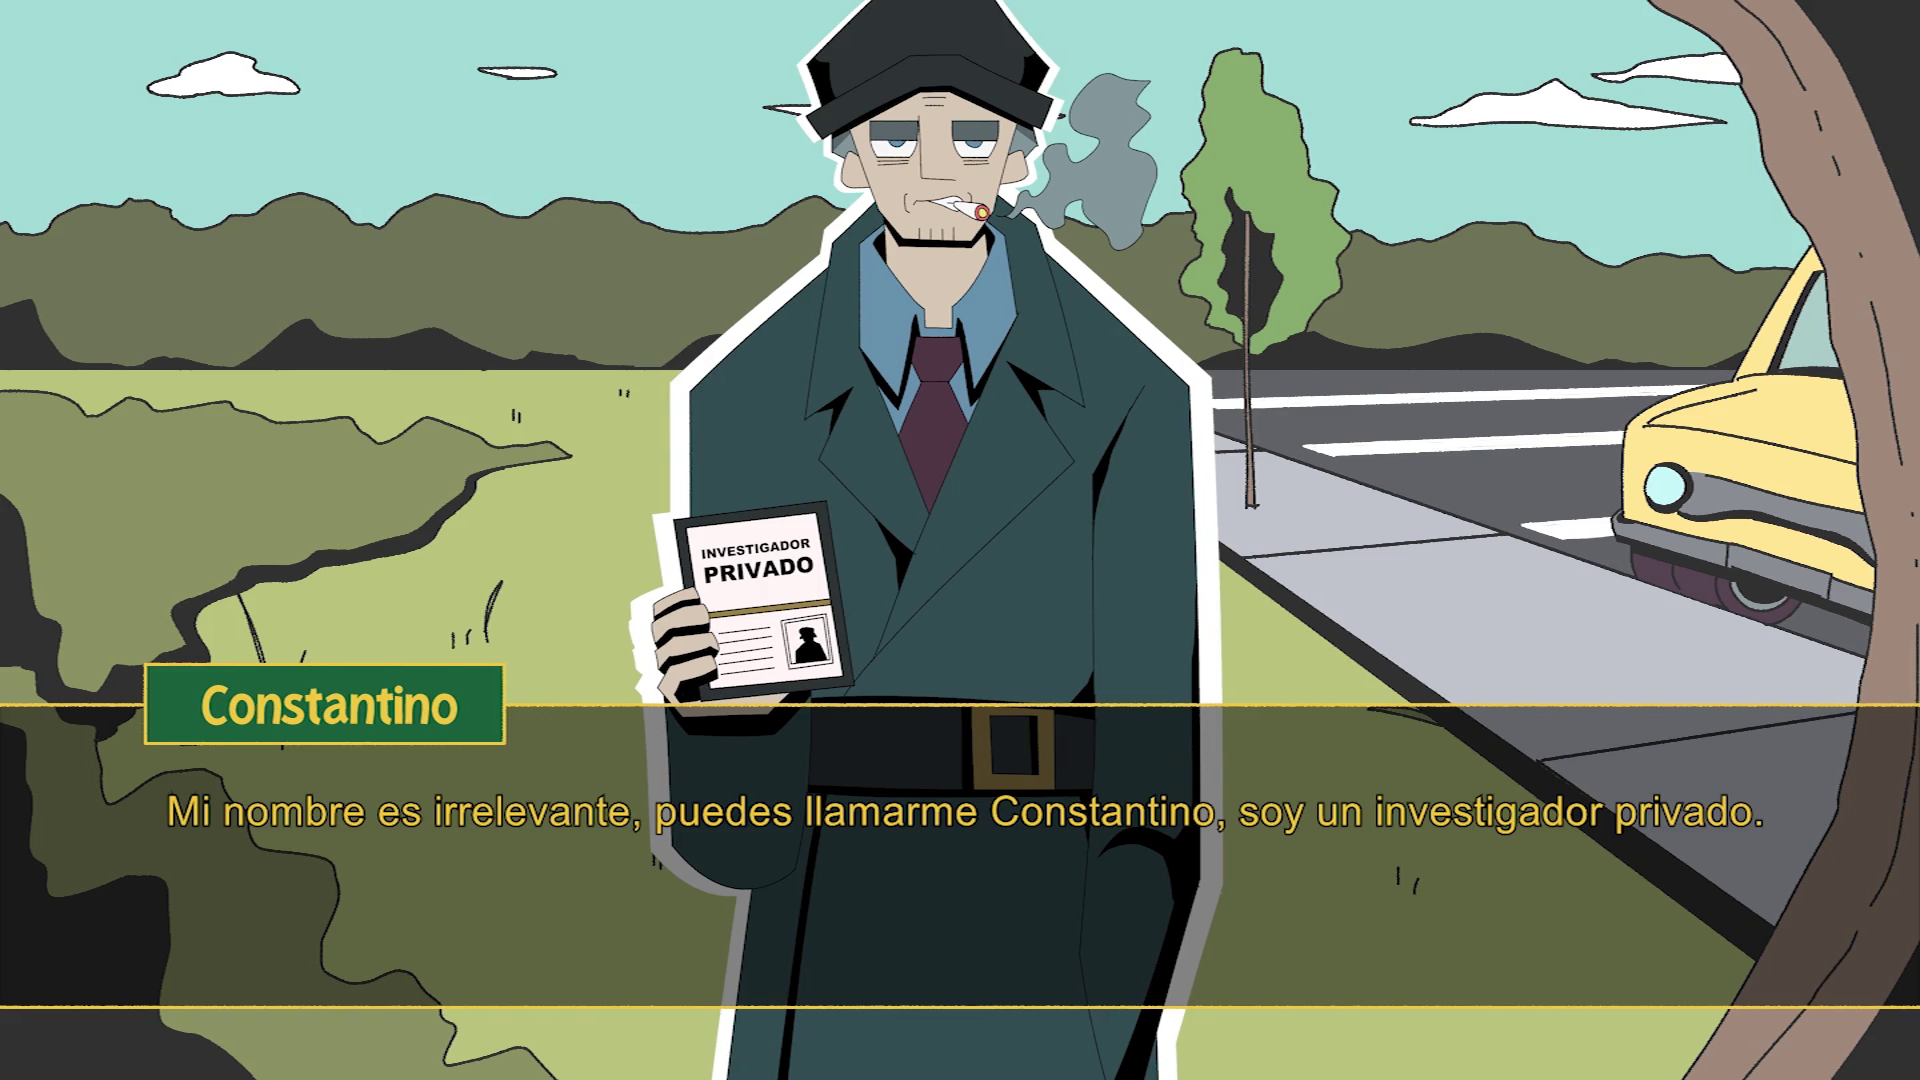 INVESTIGADOR
PRIVADO
Constantino
Mi nombre es irrelevante, puedes llamarme Constantino, soy un investigador privado.